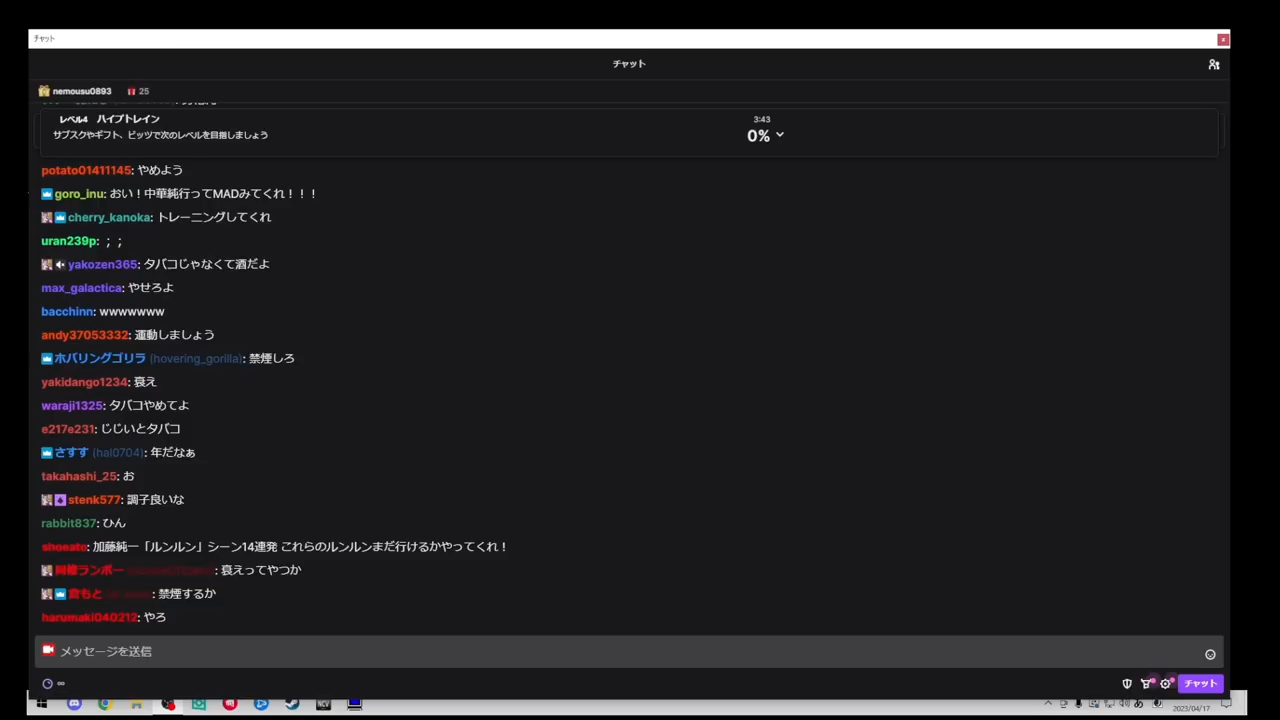 チャット
チャット
nemousu0893 25
レベル4 ハイプトレイン
サブスクやギフト、ビッツで次のレベルを目指しましょう
3:43
0%
potato01411145: やめよう
goro_inu: おい！中華純行ってMADみてくれ！！！
cherry_kanoka: トレーニングしてくれ
uran239p: ；；
yakozen365: タバコじゃなくて酒だよ
max_galactica: やせろよ
bacchinn: wwwwwww
andy37053332: 運動しましょう
ホバリングゴリラ (hovering_gorilla): 禁煙しろ
yakidango1234: 衰え
waraji1325: タバコやめてよ
e217e231: じじいとタバコ
さすす (hal0704): 年だなぁ
takahashi_25: お
stenk577: 調子良いな
rabbit837: ひん
shoeato: 加藤純一「ルンルン」シーン14連発 これらのルンルンまだ行けるかやってくれ！
ランボー : 衰えってやつか
もと : 禁煙するか
harumaki040212: やろ
メッセージを送信
チャット
NCV
2023/04/17